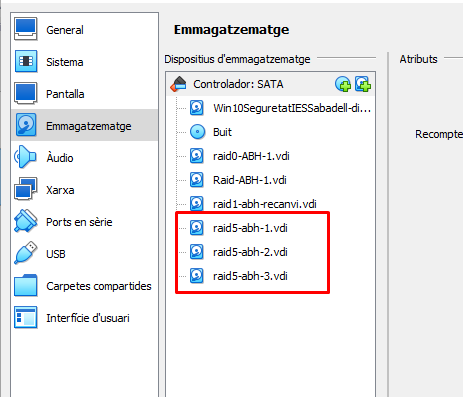 General
Sistema
Pantalla
Emmagatzematge
Àudio
Xarxa
Ports en sèrie
USB
Carpetes compartides
Interfície d'usuari
Emmagatzematge
Dispositius d'emmagatzematge
Controlador: SATA
Win10SeguretatIESSabadell-di...
Buit
raid0-ABH-1.vdi
Raid-ABH-1.vdi
raid1-abh-recanvi.vdi
raid5-abh-1.vdi
raid5-abh-2.vdi
raid5-abh-3.vdi
Atributs
Recompte